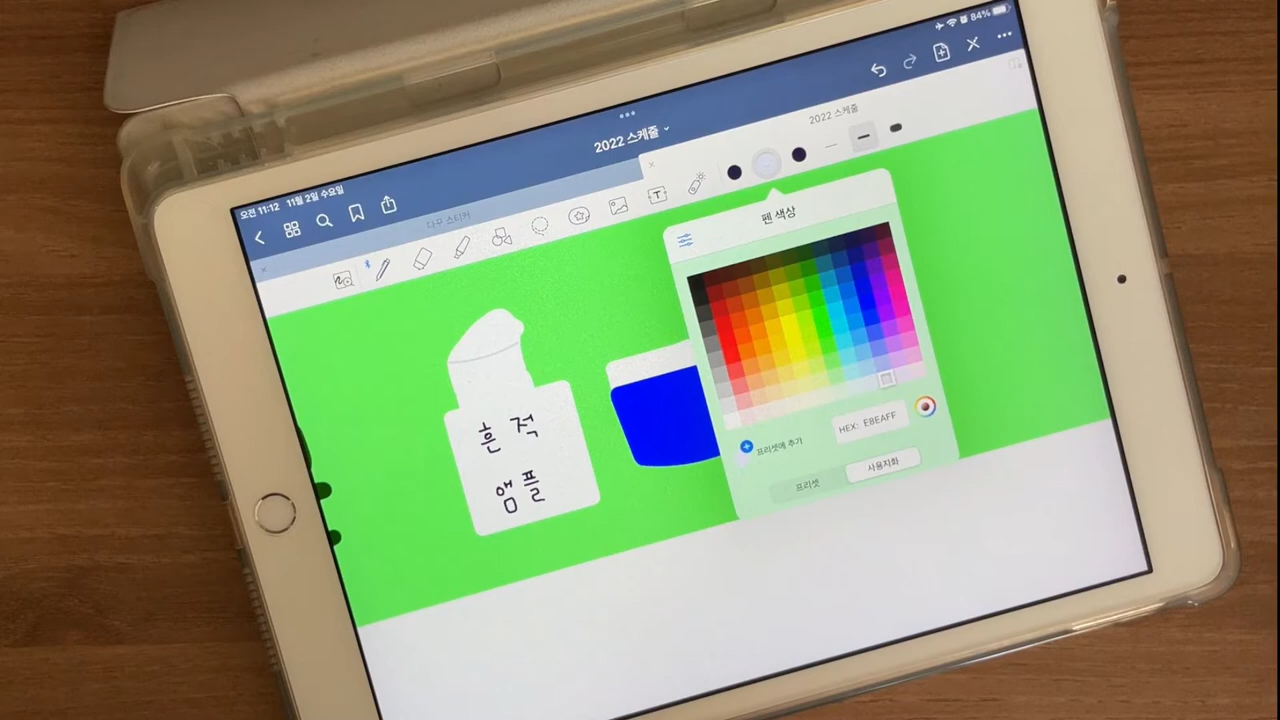 오전 11:12 11월 2일 수요일
84%
2022 스케줄
다꾸 스티커
2022 스케줄
T
펜 색상
HEX: EBEAFF
프리셋에 추가
프리셋
사용자화
흔적
앰플